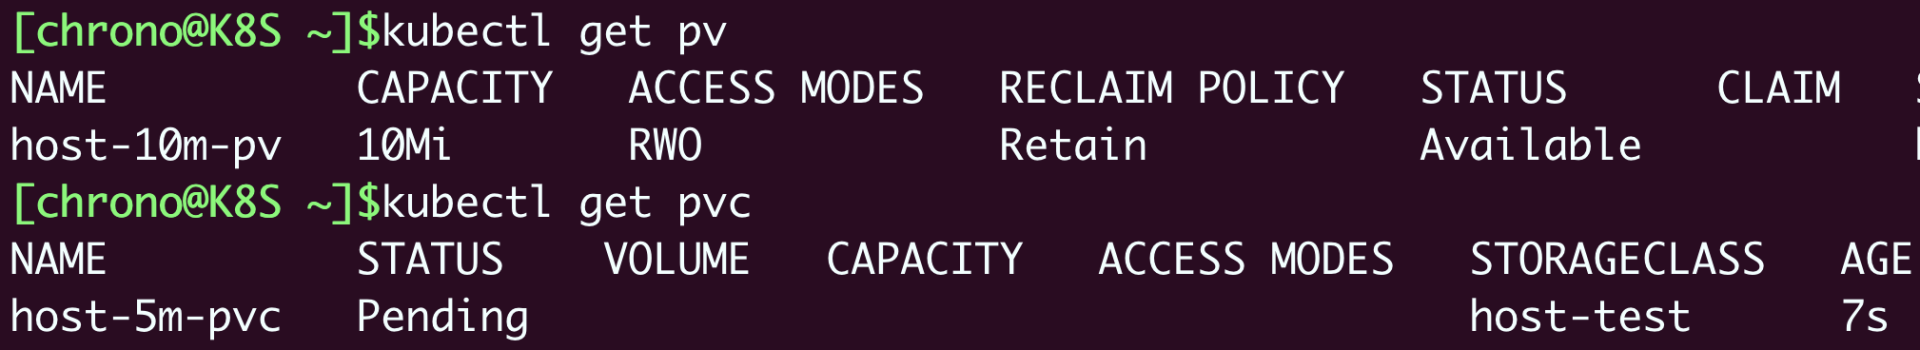 [chrono@K8S ~]$kubectl get pv
NAME CAPACITY ACCESS MODES RECLAIM POLICY STATUS CLAIM
host-10m-pv 10Mi RWO Retain Available
[chrono@K8S ~]$kubectl get pvc
NAME STATUS VOLUME CAPACITY ACCESS MODES STORAGECLASS AGE
host-5m-pvc Pending host-test 7s